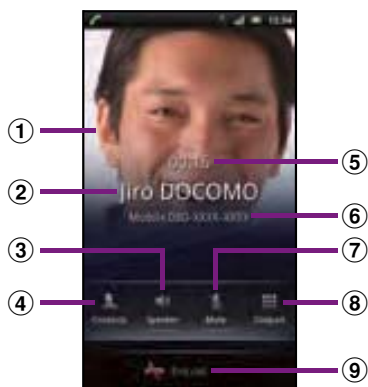 12:34
①
00:15
⑤
②
Jiro DOCOMO
Mobile 090-XXXX-XXXX
⑥
③
⑦
④
Contacts
Speaker
Mute
Dialpad
⑧
End call
⑨